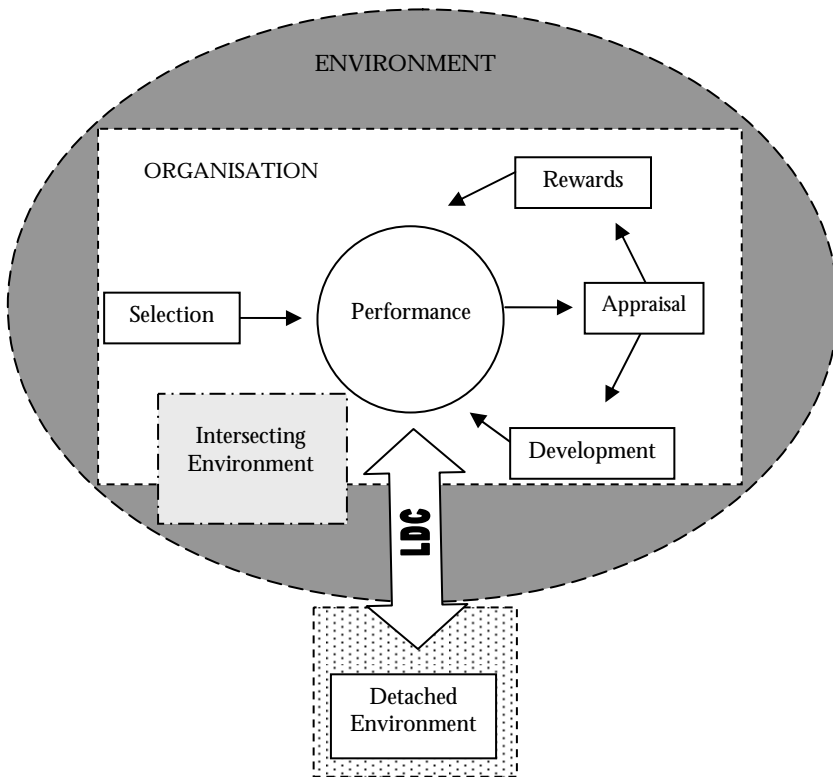 ENVIRONMENT
ORGANISATION
Rewards
Selection
Performance
Appraisal
Intersecting
Environment
Development
LDC
Detached
Environment